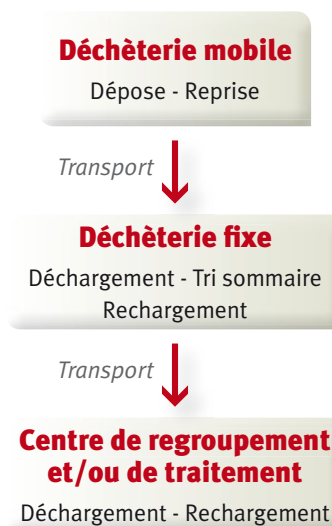 Déchèterie mobile
Dépose - Reprise
Transport
Déchèterie fixe
Déchargement - Tri sommaire
Rechargement
Transport
Centre de regroupement
et/ou de traitement
Déchargement - Rechargement